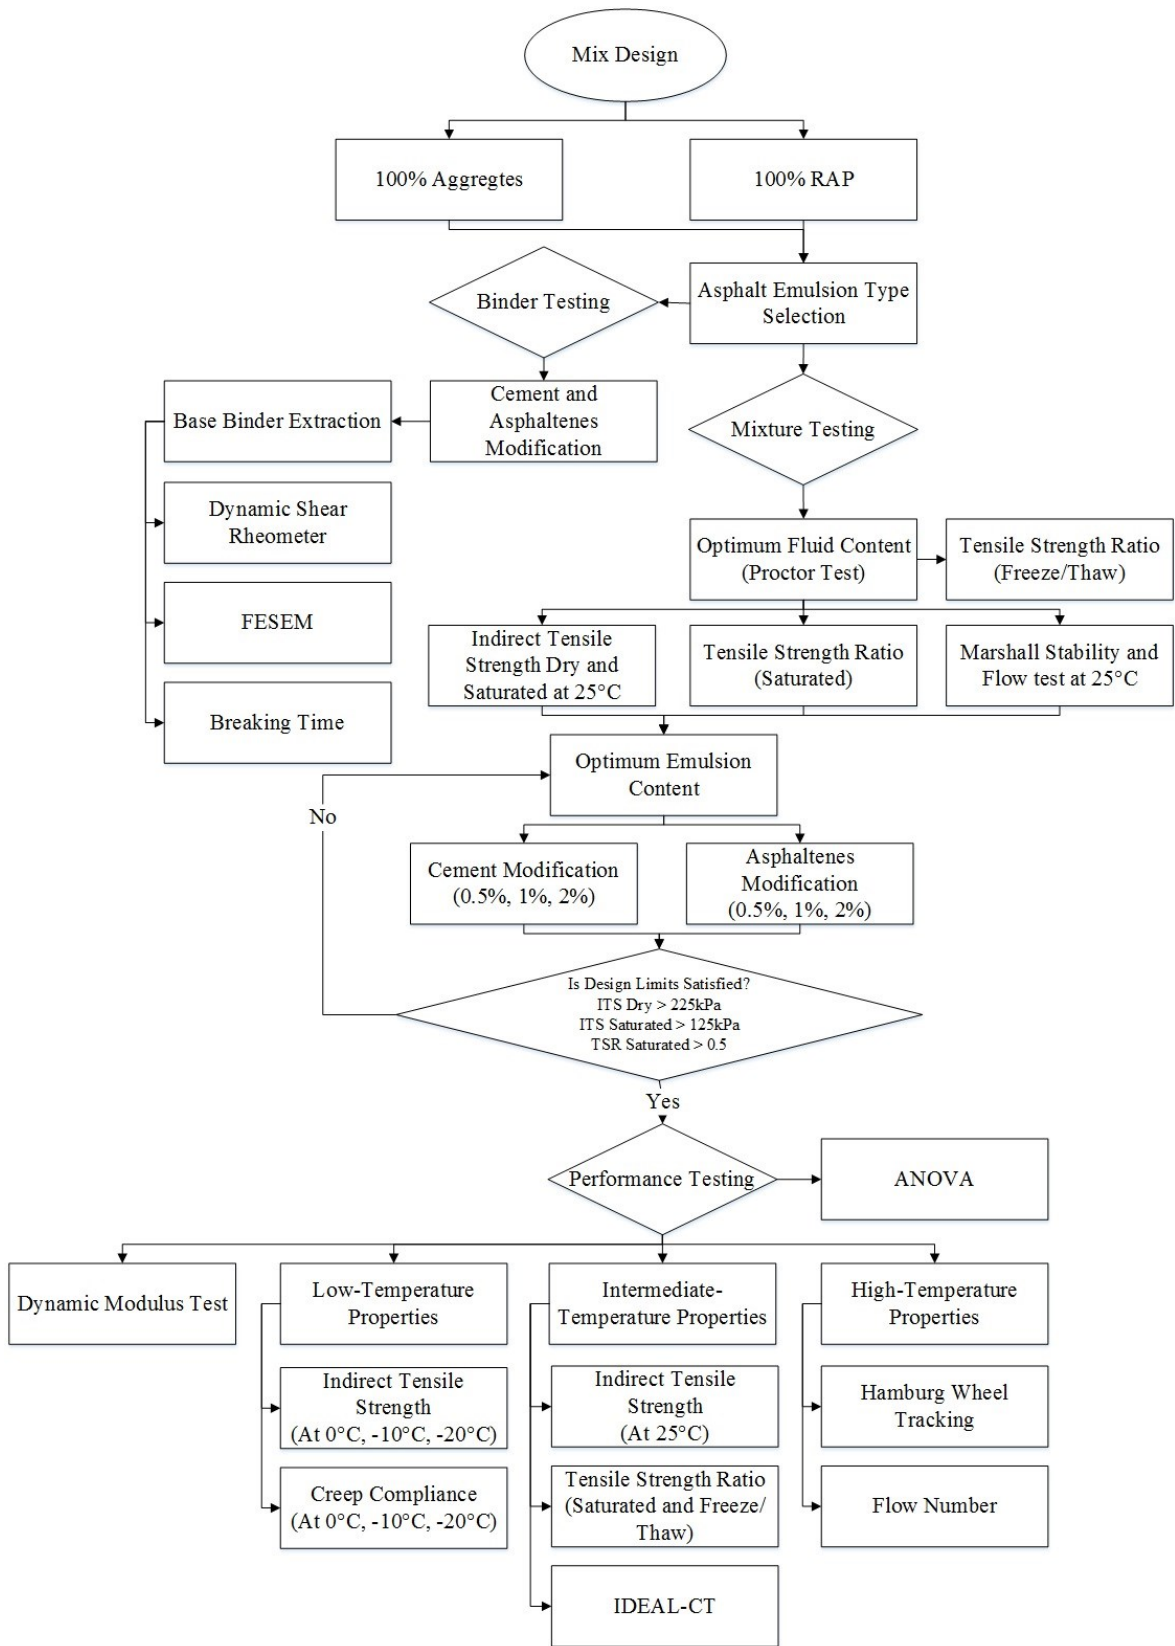 Mix Design
100% Aggregtes
100% RAP
Binder Testing
Asphalt Emulsion Type
Selection
Base Binder Extraction
Cement and
Asphaltenes
Modification
Mixture Testing
Dynamic Shear
Rheometer
Optimum Fluid Content
(Proctor Test)
Tensile Strength Ratio
(Freeze/Thaw)
FESEM
Indirect Tensile
Strength Dry and
Saturated at 25°C
Tensile Strength Ratio
(Saturated)
Marshall Stability and
Flow test at 25°C
Breaking Time
Optimum Emulsion
Content
No
Cement Modification
(0.5%, 1%, 2%)
Asphaltenes
Modification
(0.5%, 1%, 2%)
Is Design Limits Satisfied?
ITS Dry > 225kPa
ITS Saturated > 125kPa
TSR Saturated > 0.5
Yes
Performance Testing
ANOVA
Dynamic Modulus Test
Low-Temperature
Properties
Intermediate-
Temperature Properties
High-Temperature
Properties
Indirect Tensile
Strength
(At 0°C, -10°C, -20°C)
Indirect Tensile
Strength
(At 25°C)
Hamburg Wheel
Tracking
Creep Compliance
(At 0°C, -10°C, -20°C)
Tensile Strength Ratio
(Saturated and Freeze/
Thaw)
Flow Number
IDEAL-CT